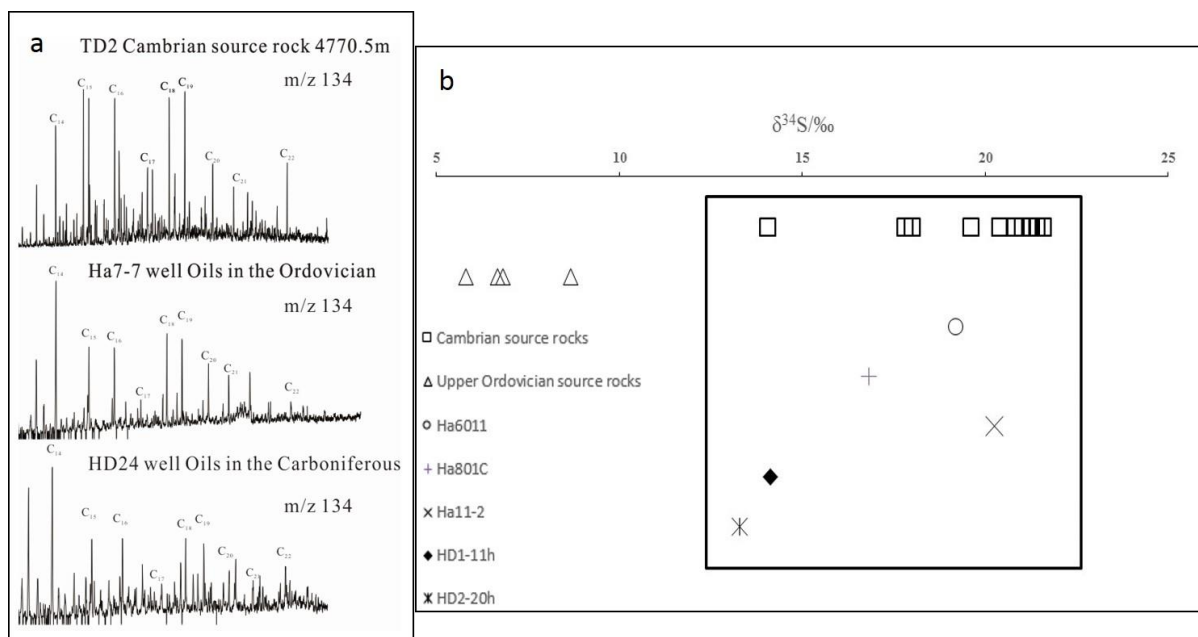 a
TD2 Cambrian source rock 4770.5m
m/z 134
C14
C15
C16
C17
C18
C19
C20
C21
C22
Ha7-7 well Oils in the Ordovician
m/z 134
C14
C15
C16
C17
C18
C19
C20
C21
C22
HD24 well Oils in the Carboniferous
m/z 134
C14
C15
C16
C17
C18
C19
C20
C21
C22
b
δ34S/‰
5 10 15 20 25
Cambrian source rocks
Upper Ordovician source rocks
Ha6011
Ha801C
Ha11-2
HD1-11h
HD2-20h